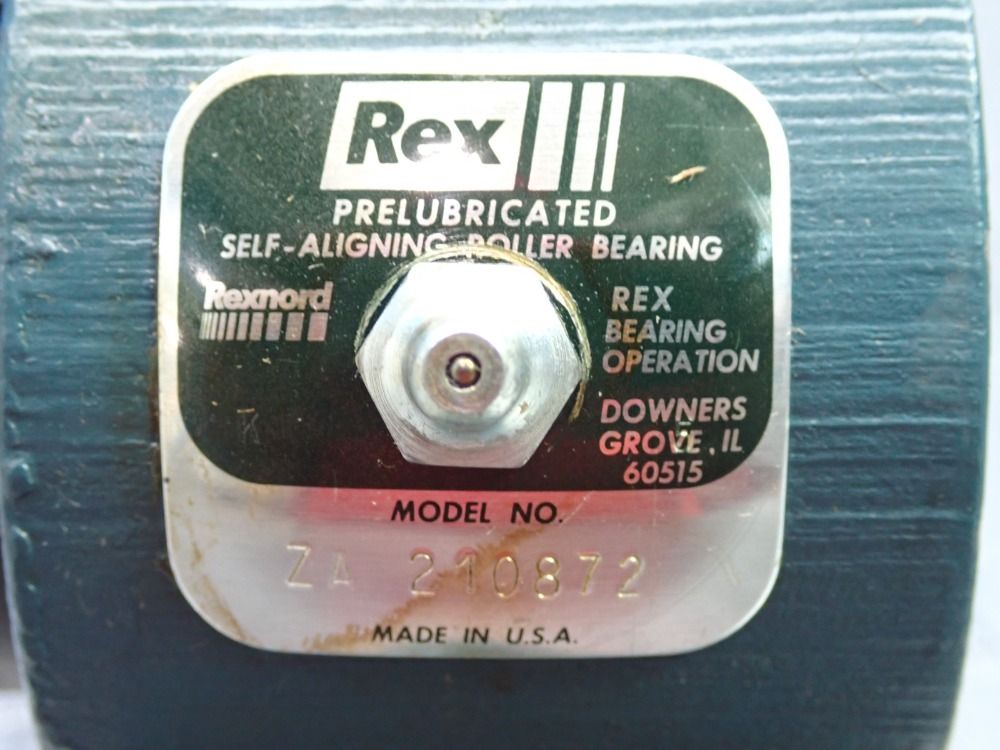 Rex
PRELUBRICATED
SELF-ALIGNING ROLLER BEARING
Rexnord
REX
BEARING
OPERATION
DOWNERS
GROVE, IL
60515
MODEL NO.
ZA 210872
MADE IN U.S.A.